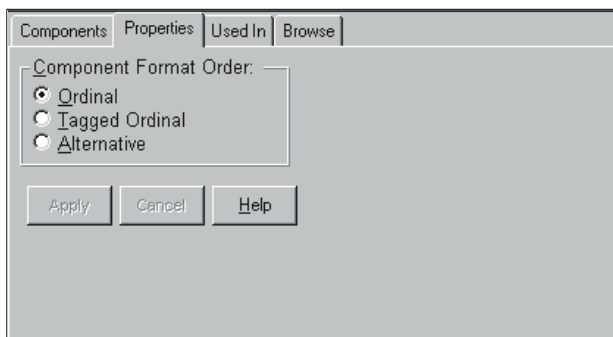 Components Properties Used In Browse
Component Format Order:
Ordinal
Tagged Ordinal
Alternative
Apply Cancel Help